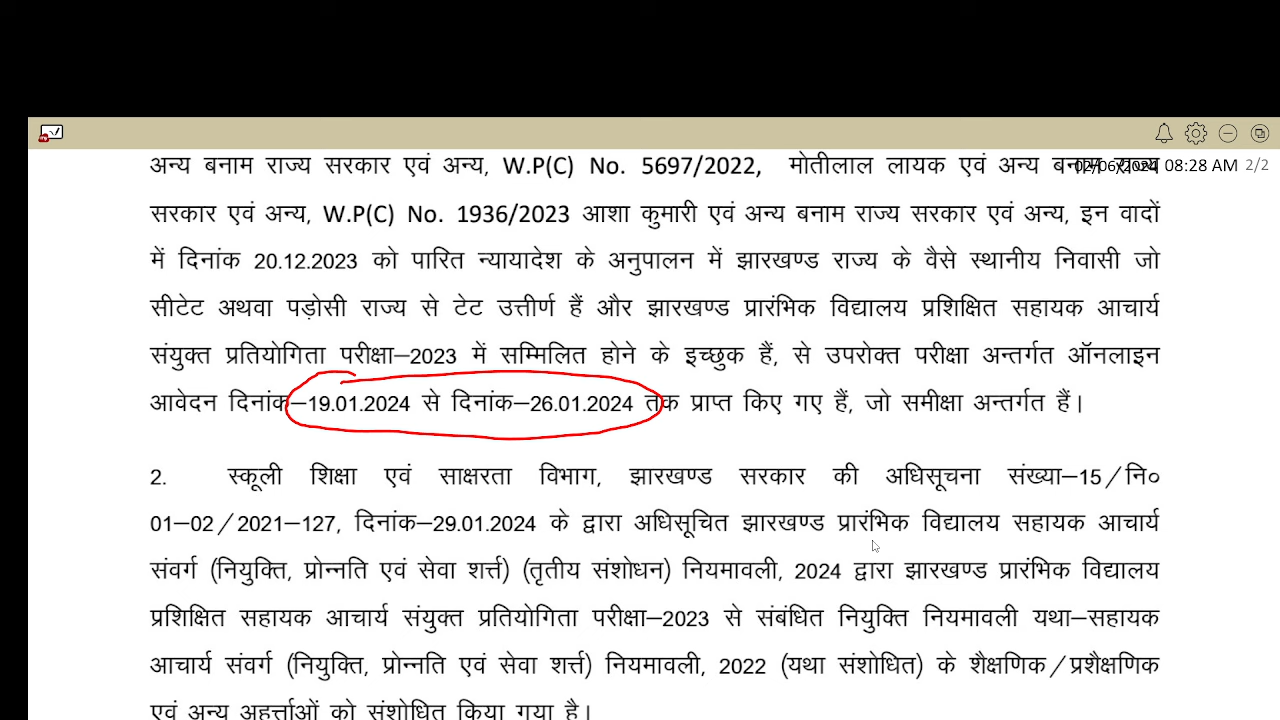 अन्य बनाम राज्य सरकार एवं अन्य, W.P(C) No. 5697/2022, मोतीलाल लायक एवं अन्य बनाम राज्य
02/06/2024 08:28 AM 2/2
सरकार एवं अन्य, W.P(C) No. 1936/2023 आशा कुमारी एवं अन्य बनाम राज्य सरकार एवं अन्य, इन वादों
में दिनांक 20.12.2023 को पारित न्यायादेश के अनुपालन में झारखण्ड राज्य के वैसे स्थानीय निवासी जो
सीटेट अथवा पड़ोसी राज्य से टेट उत्तीर्ण हैं और झारखण्ड प्रारंभिक विद्यालय प्रशिक्षित सहायक आचार्य
संयुक्त प्रतियोगिता परीक्षा–2023 में सम्मिलित होने के इच्छुक हैं, से उपरोक्त परीक्षा अन्तर्गत ऑनलाइन
आवेदन दिनांक–19.01.2024 से दिनांक–26.01.2024 तक प्राप्त किए गए हैं, जो समीक्षा अन्तर्गत हैं।
2. स्कूली शिक्षा एवं साक्षरता विभाग, झारखण्ड सरकार की अधिसूचना संख्या–15/नि०
01–02/2021–127, दिनांक–29.01.2024 के द्वारा अधिसूचित झारखण्ड प्रारंभिक विद्यालय सहायक आचार्य
संवर्ग (नियुक्ति, प्रोन्नति एवं सेवा शर्त्त) (तृतीय संशोधन) नियमावली, 2024 द्वारा झारखण्ड प्रारंभिक विद्यालय
प्रशिक्षित सहायक आचार्य संयुक्त प्रतियोगिता परीक्षा–2023 से संबंधित नियुक्ति नियमावली यथा–सहायक
आचार्य संवर्ग (नियुक्ति, प्रोन्नति एवं सेवा शर्त्त) नियमावली, 2022 (यथा संशोधित) के शैक्षणिक/प्रशैक्षणिक
एवं अन्य अहर्त्ताओं को संशोधित किया गया है।